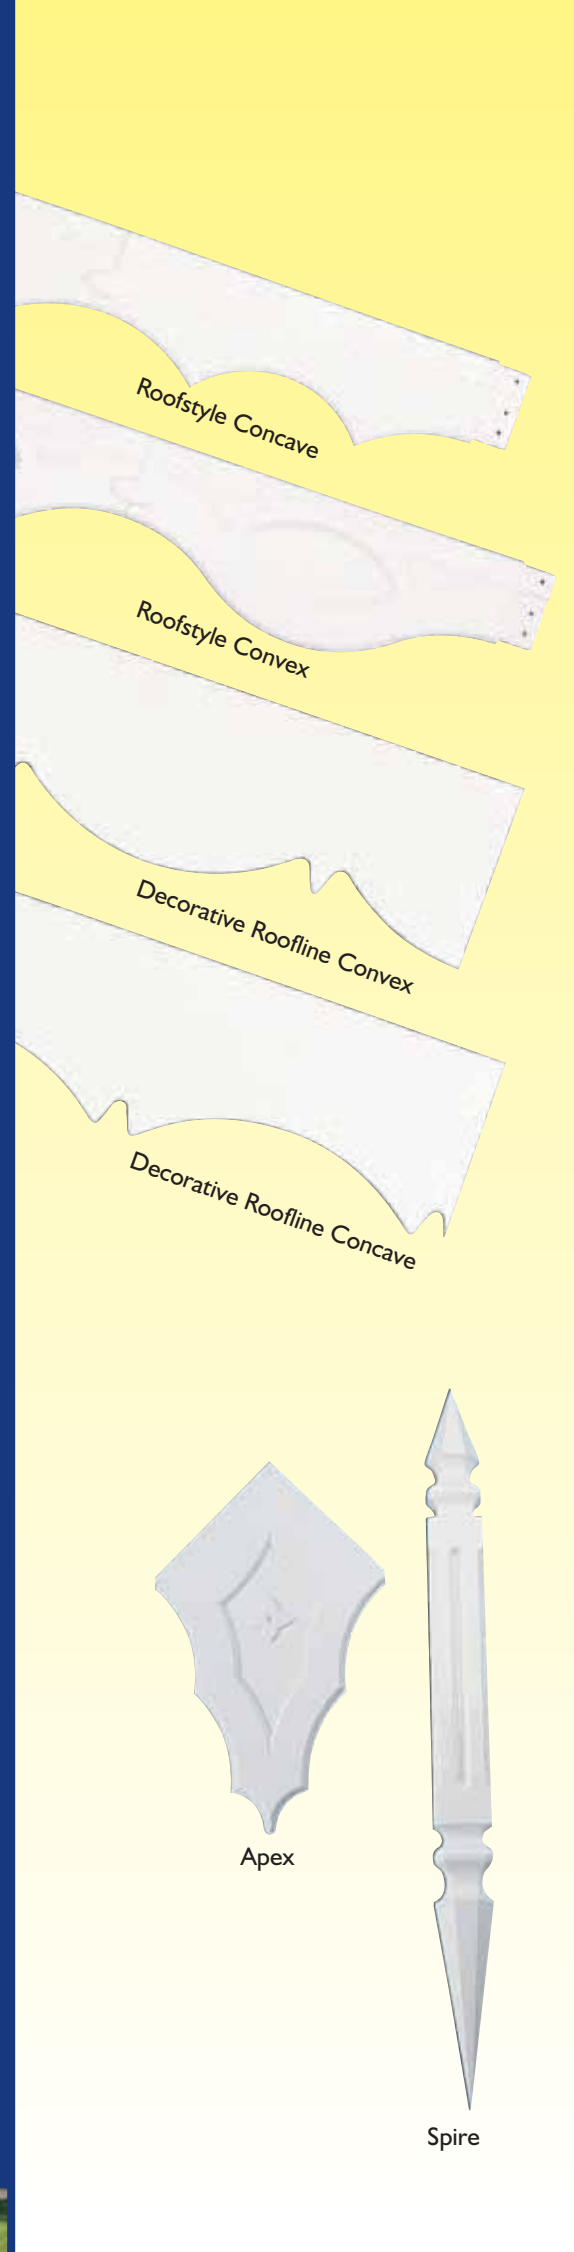 Roofstyle Concave
Roofstyle Convex
Decorative Roofline Convex
Decorative Roofline Concave
Apex
Spire